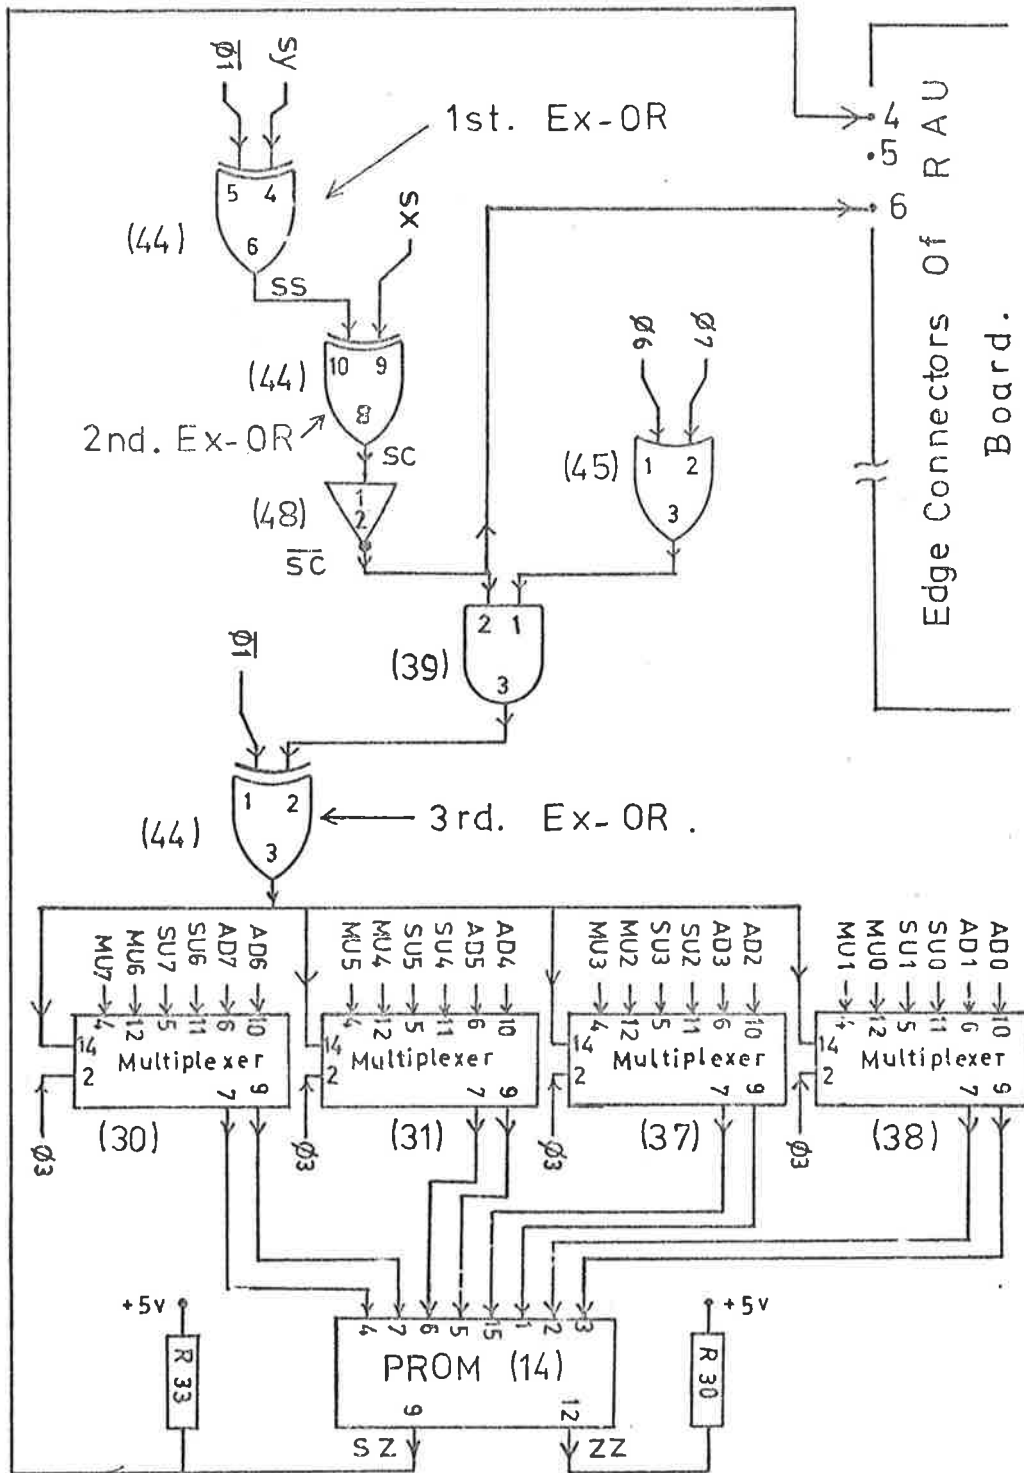 Ø1̅ sy
1st. Ex-OR
5 4
6
(44)
ss
sx
10 9
8
(44)
2nd. Ex-OR
sc
1
2
(48)
s̅c̅
Ø6 Ø7
1 2
3
(45)
2 1
3
(39)
Ø1̅
1 2
3
(44)
3rd. Ex-OR.
4
5
6
Edge Connectors Of RAU
Board.
MU7 MU6 SU7 SU6 AD7 AD6
4 12 5 11 6 10
14
2
Multiplexer
7 9
(30)
Ø3
MU5 MU4 SU5 SU4 AD5 AD4
4 12 5 11 6 10
14
2
Multiplexer
7 9
(31)
Ø3
MU3 MU2 SU3 SU2 AD3 AD2
4 12 5 11 6 10
14
2
Multiplexer
7 9
(37)
Ø3
MU1 MU0 SU1 SU0 AD1 AD0
4 12 5 11 6 10
14
2
Multiplexer
7 9
(38)
Ø3
+5v
R 33
4 7 6 5 15 1 2 3
PROM (14)
9 12
+5v
R 30
SZ
ZZ